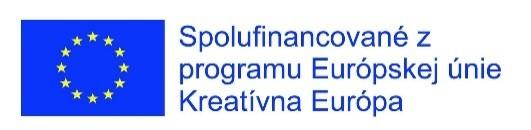 Spolufinancované z
programu Európskej únie
Kreatívna Európa